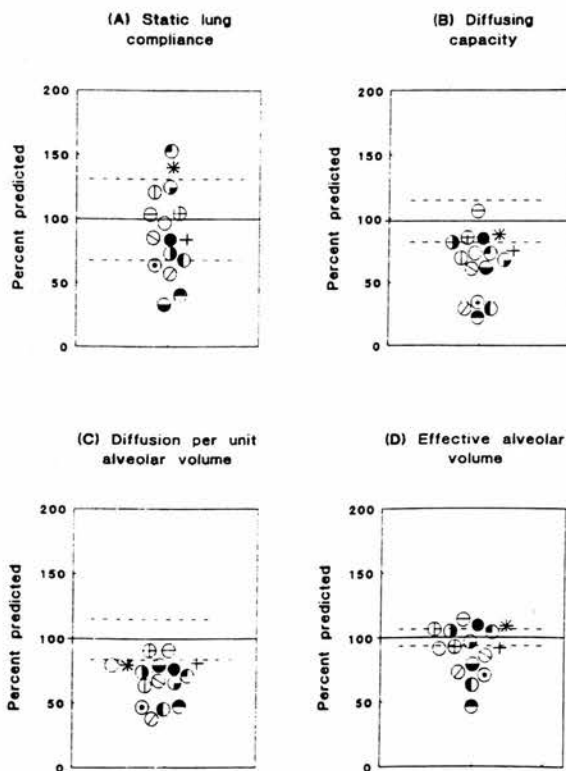 (A) Static lung
compliance
Percent predicted
200
150
100
50
0
(B) Diffusing
capacity
Percent predicted
200
150
100
50
0
(C) Diffusion per unit
alveolar volume
Percent predicted
200
150
100
50
0
(D) Effective alveolar
volume
Percent predicted
200
150
100
50
0